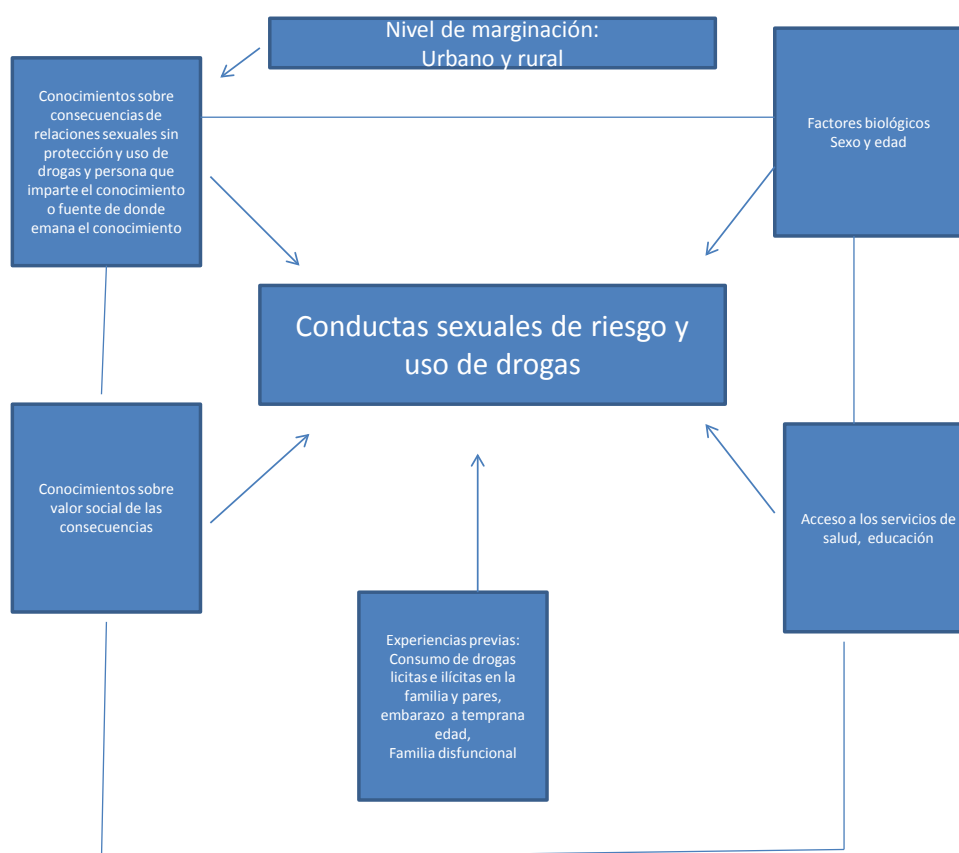 Nivel de marginación:
Urbano y rural
Conocimientos sobre
consecuencias de
relaciones sexuales sin
protección y uso de
drogas y persona que
imparte el conocimiento
o fuente de donde
emana el conocimiento
Factores biológicos
Sexo y edad
Conductas sexuales de riesgo y
uso de drogas
Conocimientos sobre
valor social de las
consecuencias
Acceso a los servicios de
salud, educación
Experiencias previas:
Consumo de drogas
licitas e ilícitas en la
familia y pares,
embarazo a temprana
edad,
Familia disfuncional